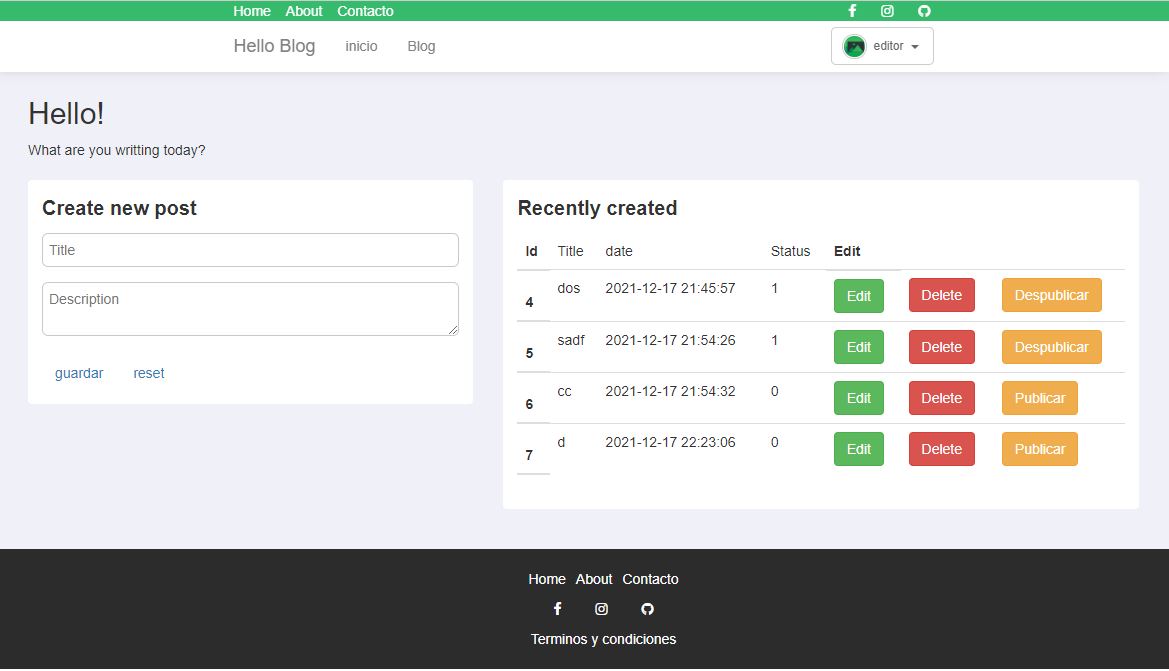 Home About Contacto
Hello Blog inicio Blog editor
Hello!
What are you writting today?
Create new post
Title
Description
guardar reset
Recently created
Id Title date Status Edit
4 dos 2021-12-17 21:45:57 1 Edit Delete Despublicar
5 sadf 2021-12-17 21:54:26 1 Edit Delete Despublicar
6 cc 2021-12-17 21:54:32 0 Edit Delete Publicar
7 d 2021-12-17 22:23:06 0 Edit Delete Publicar
Home About Contacto
Terminos y condiciones